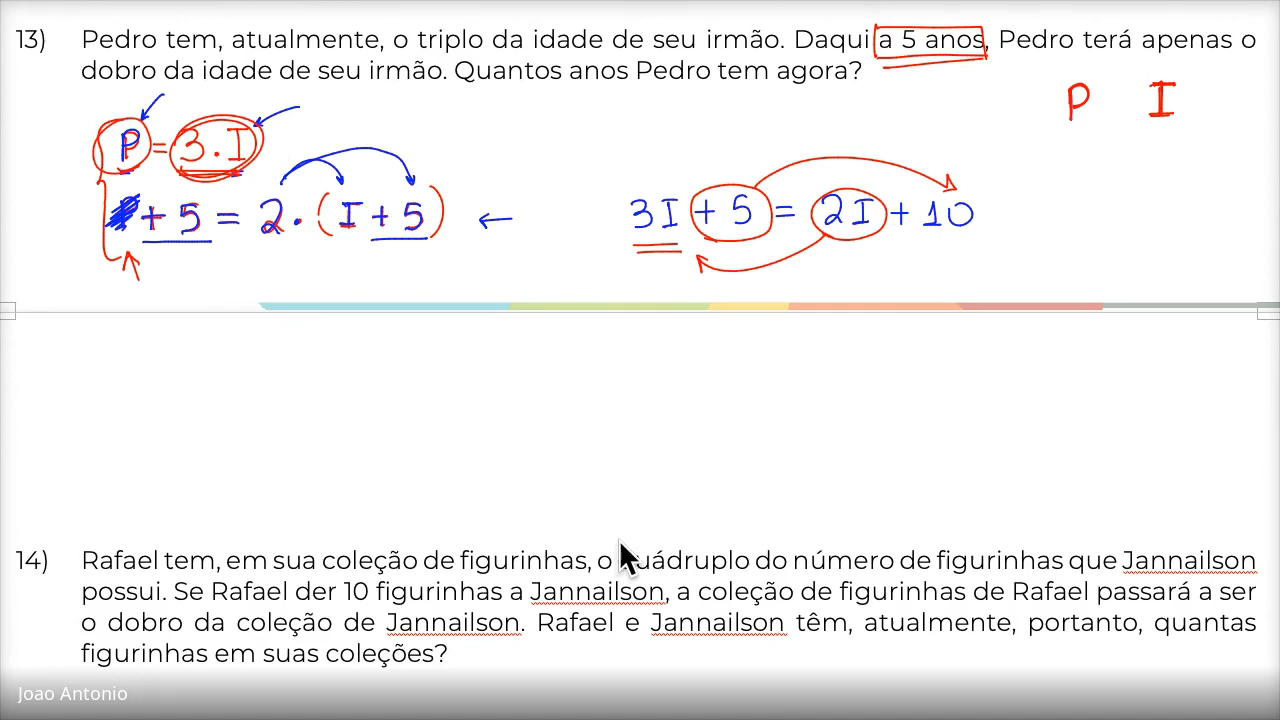 13) Pedro tem, atualmente, o triplo da idade de seu irmão. Daqui a 5 anos, Pedro terá apenas o
dobro da idade de seu irmão. Quantos anos Pedro tem agora?
P I
P = 3.I
+ 5 = 2. (I + 5) ←
3I + 5 = 2I + 10
14) Rafael tem, em sua coleção de figurinhas, o uádruplo do número de figurinhas que Jannailson
possui. Se Rafael der 10 figurinhas a Jannailson, a coleção de figurinhas de Rafael passará a ser
o dobro da coleção de Jannailson. Rafael e Jannailson têm, atualmente, portanto, quantas
figurinhas em suas coleções?
Joao Antonio